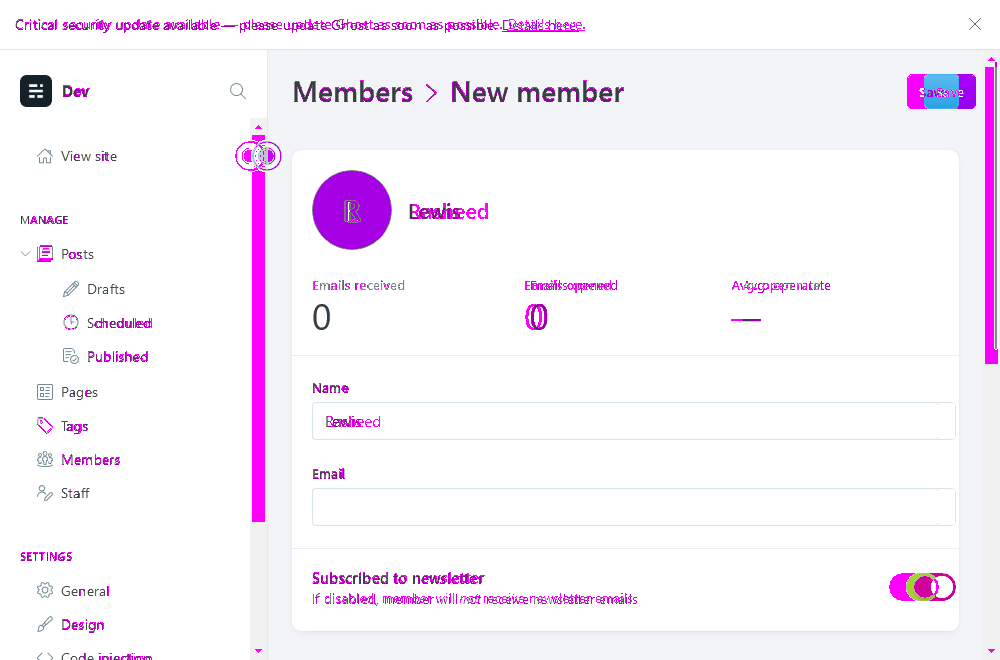 Critical security update available — please update Ghost as soon as possible. Details here.
Dev
Members > New member
Save
View site
MANAGE
Posts
Drafts
Scheduled
Published
Pages
Tags
Members
Staff
SETTINGS
General
Design
Code injection
R
Emails received
0
Emails opened
0
Avg. open rate
—
Name
Email
Subscribed to newsletter
If disabled, member will not receive newsletter emails